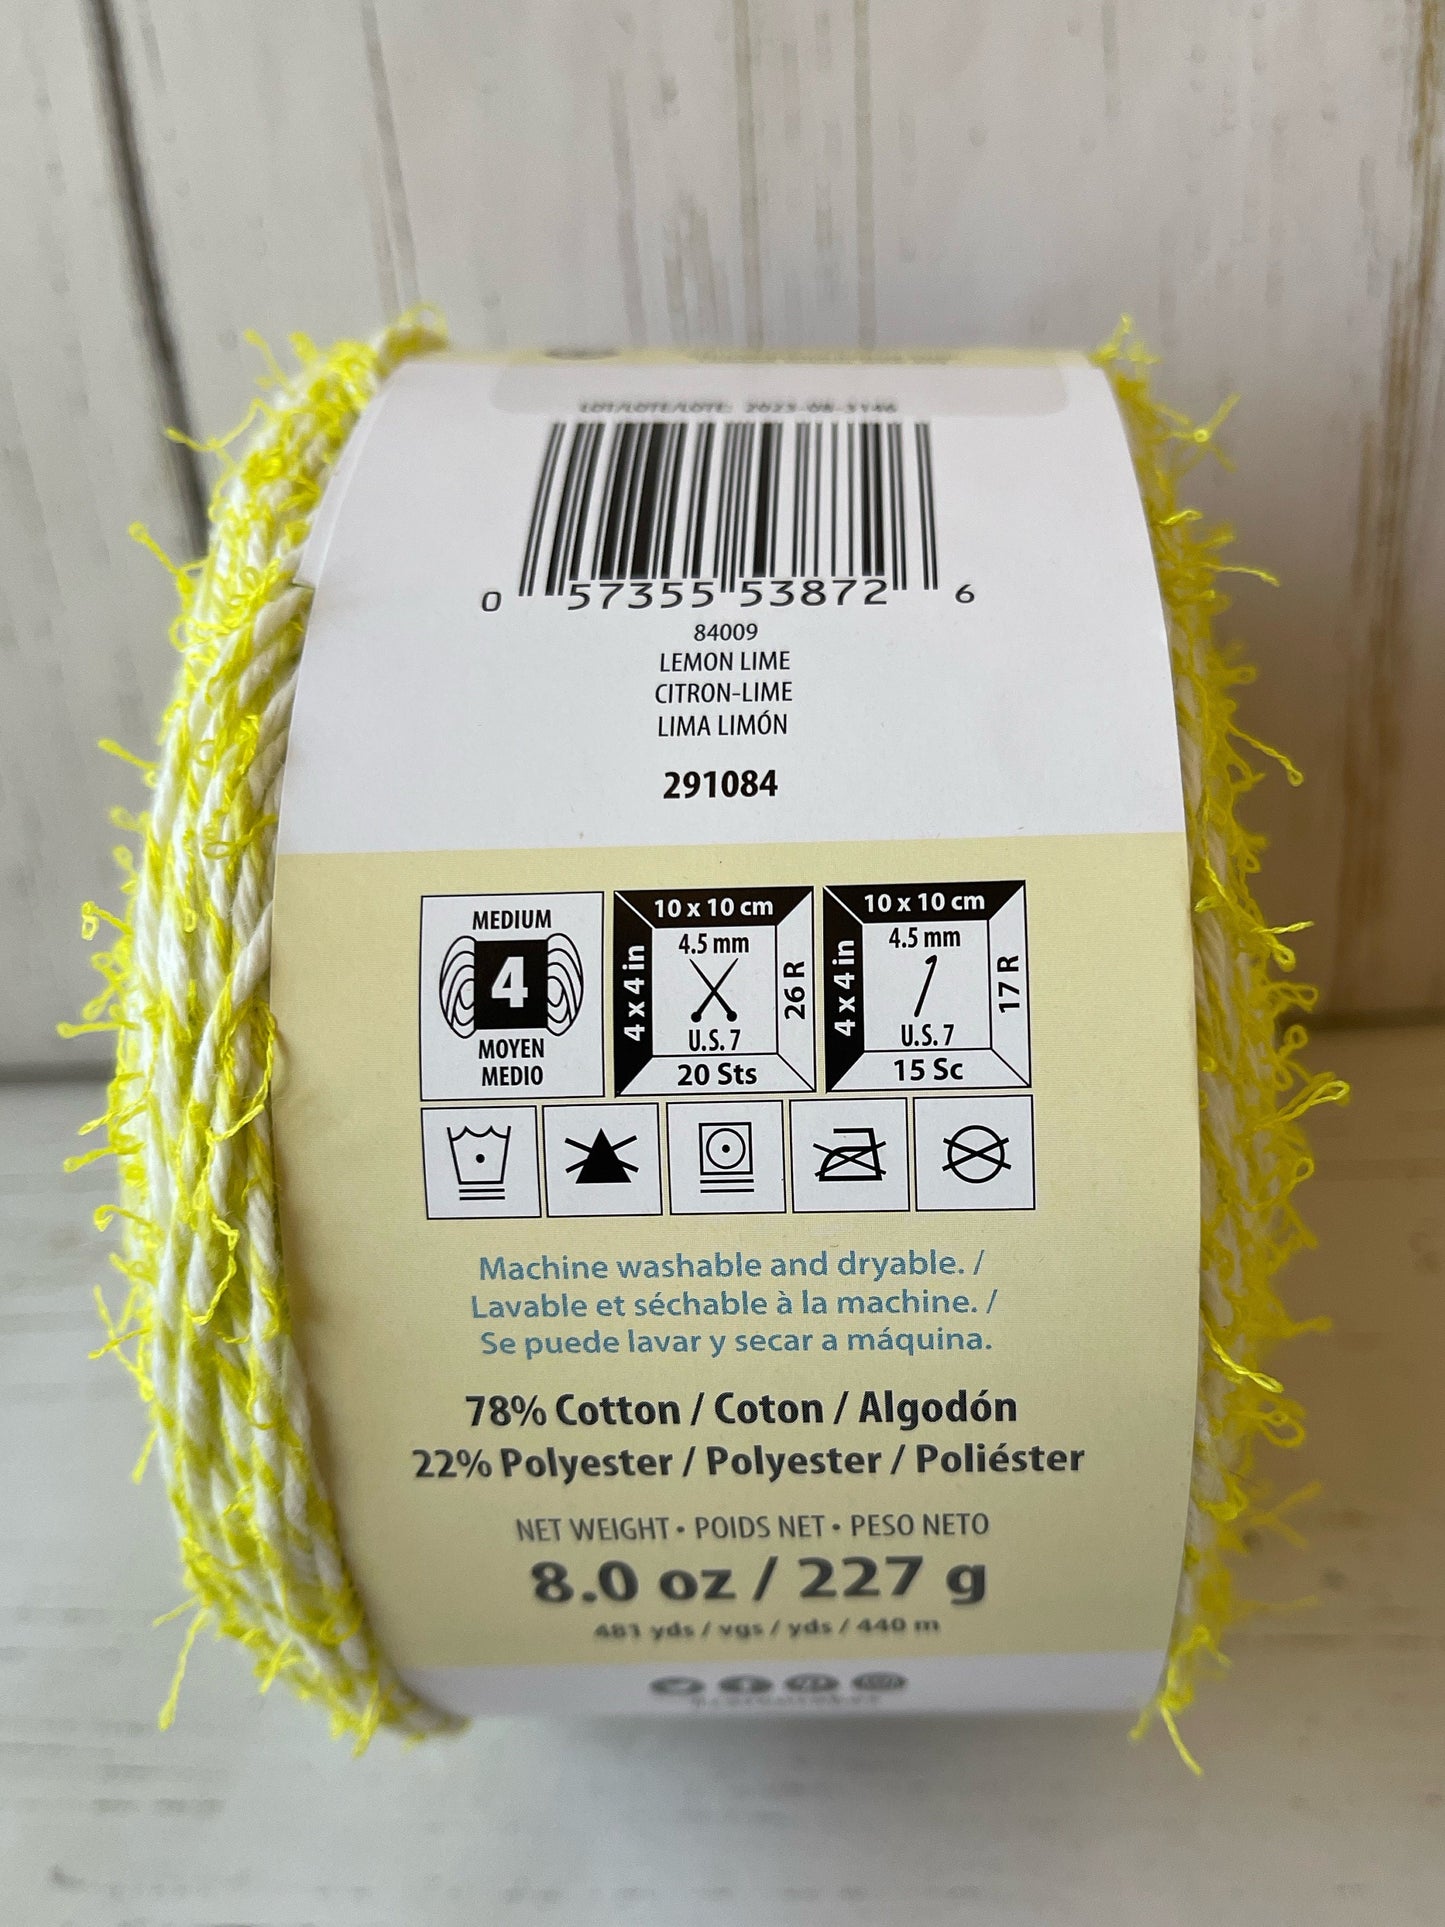 LOT/LOTE/LOTE: 2023-08-3146
0 57355 53872 6
84009
LEMON LIME
CITRON-LIME
LIMA LIMÓN
291084
MEDIUM
4
MOYEN
MEDIO
10 x 10 cm
4 x 4 in
4.5 mm
26 R
U.S. 7
20 Sts
10 x 10 cm
4 x 4 in
4.5 mm
17 R
U.S. 7
15 Sc
Machine washable and dryable. /
Lavable et séchable à la machine. /
Se puede lavar y secar a máquina.
78% Cotton / Coton / Algodón
22% Polyester / Polyester / Poliéster
NET WEIGHT • POIDS NET • PESO NETO
8.0 oz / 227 g
481 yds / vgs / yds / 440 m